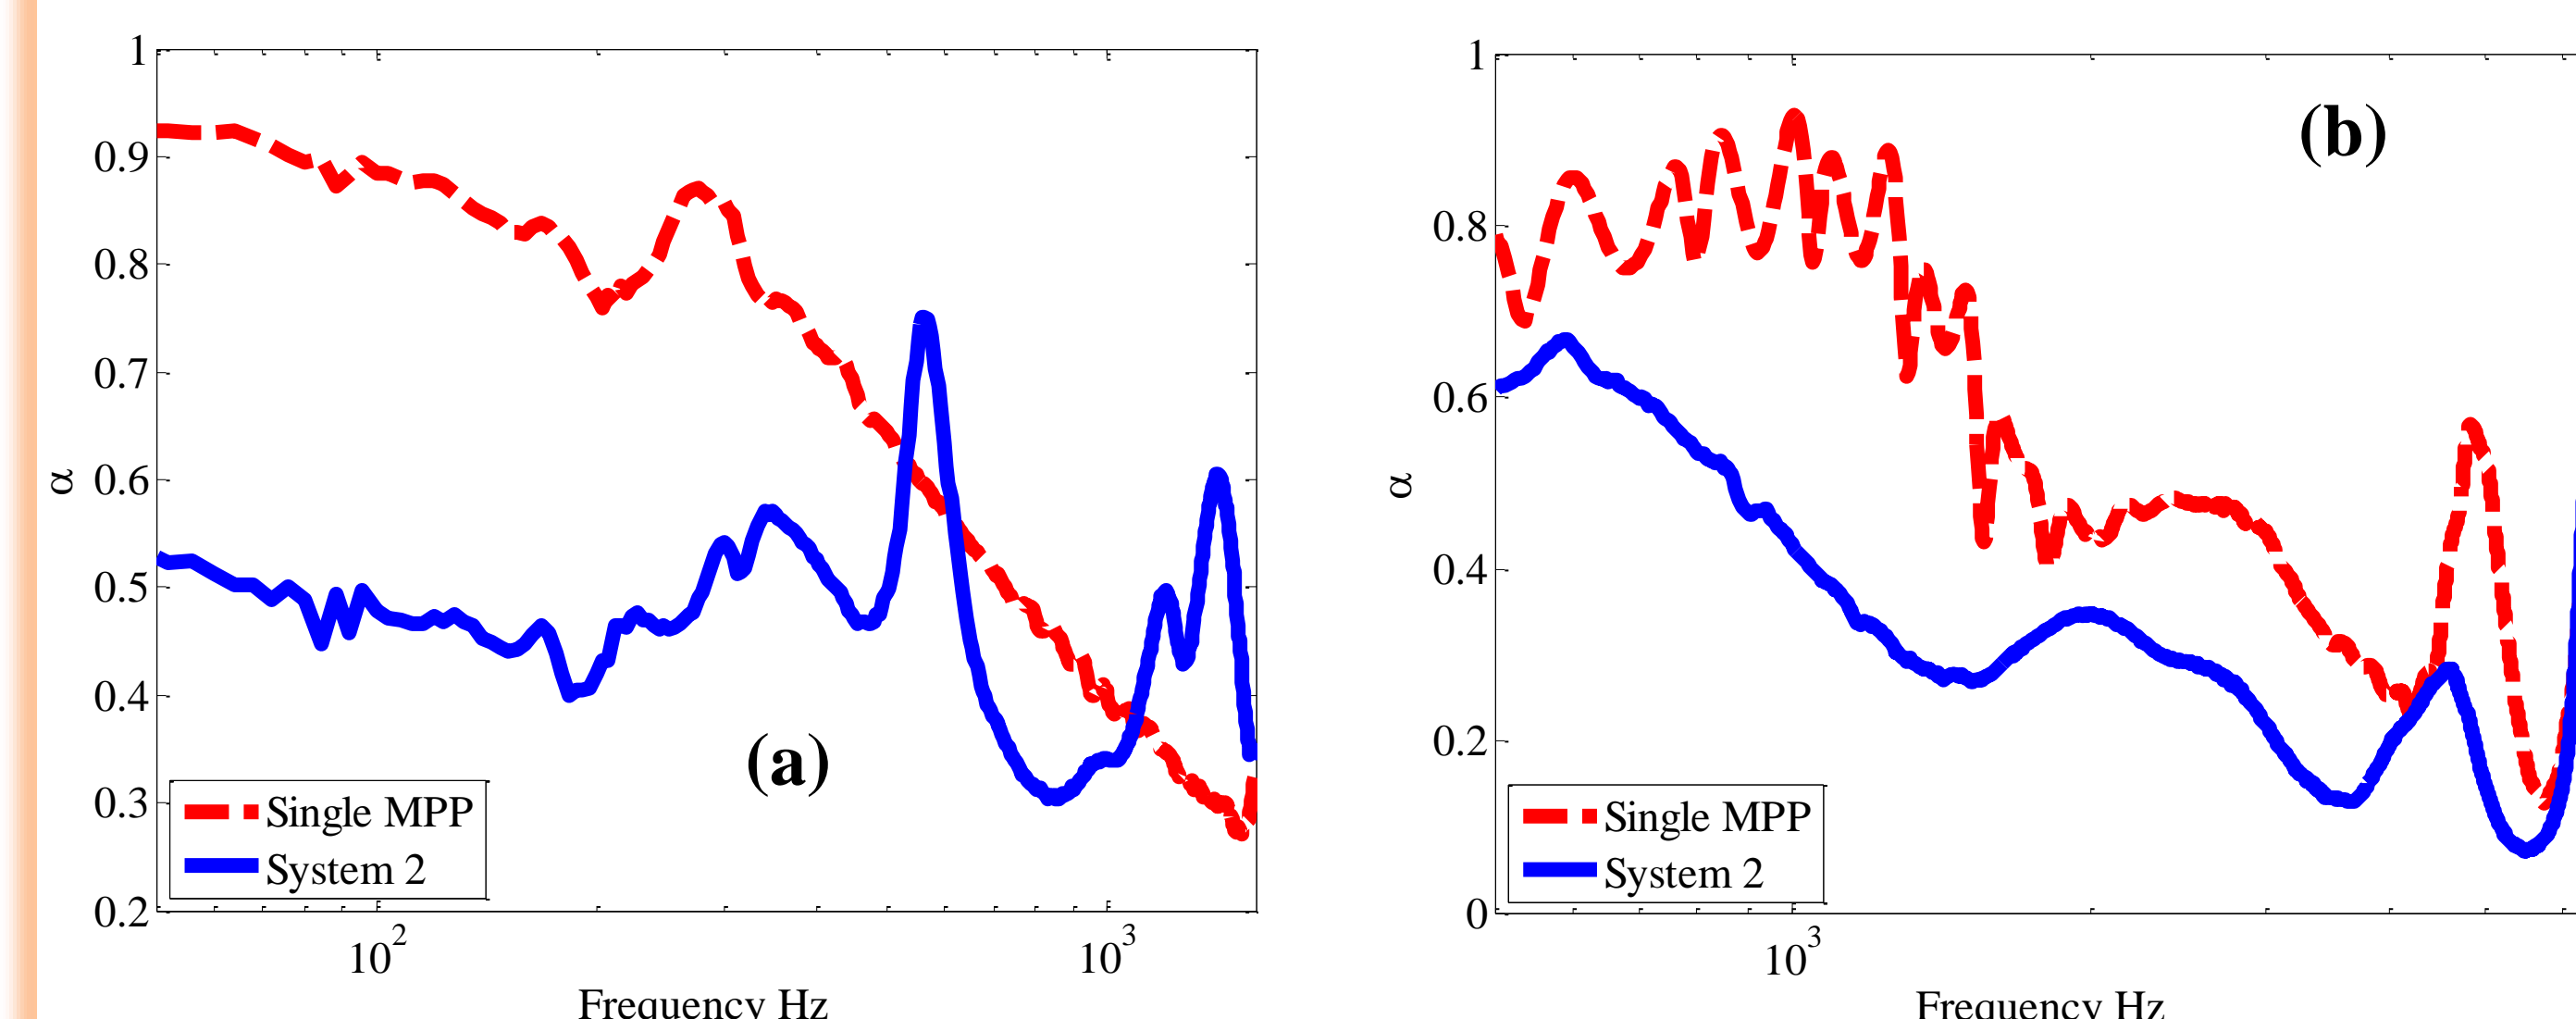 1
0.9
0.8
0.7
0.6
0.5
0.4
0.3
0.2
α
(a)
Single MPP
System 2
10^2
10^3
Frequency Hz
1
0.8
0.6
0.4
0.2
0
α
(b)
Single MPP
System 2
10^3
Frequency Hz